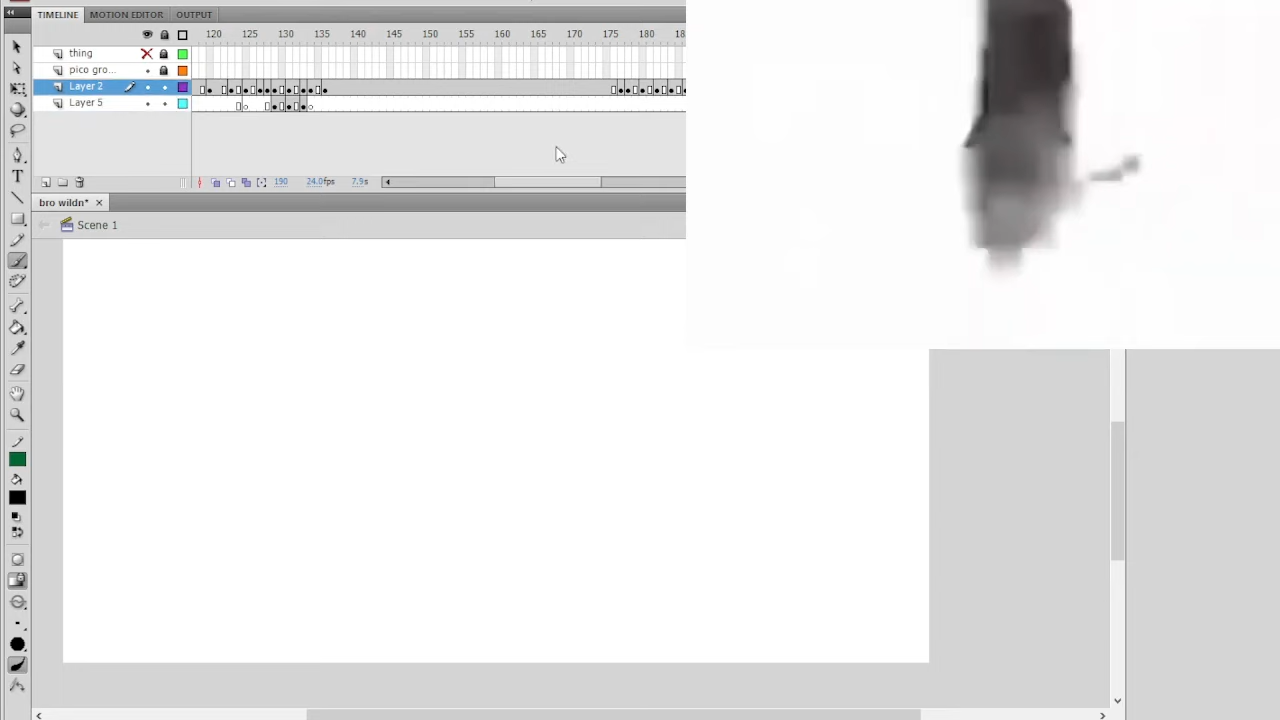 TIMELINE MOTION EDITOR OUTPUT
120 125 130 135 140 145 150 155 160 165 170 175 180
thing
pico gro...
Layer 2
Layer 5
190 24.0fps 7.9s
bro wildn* ×
Scene 1
T